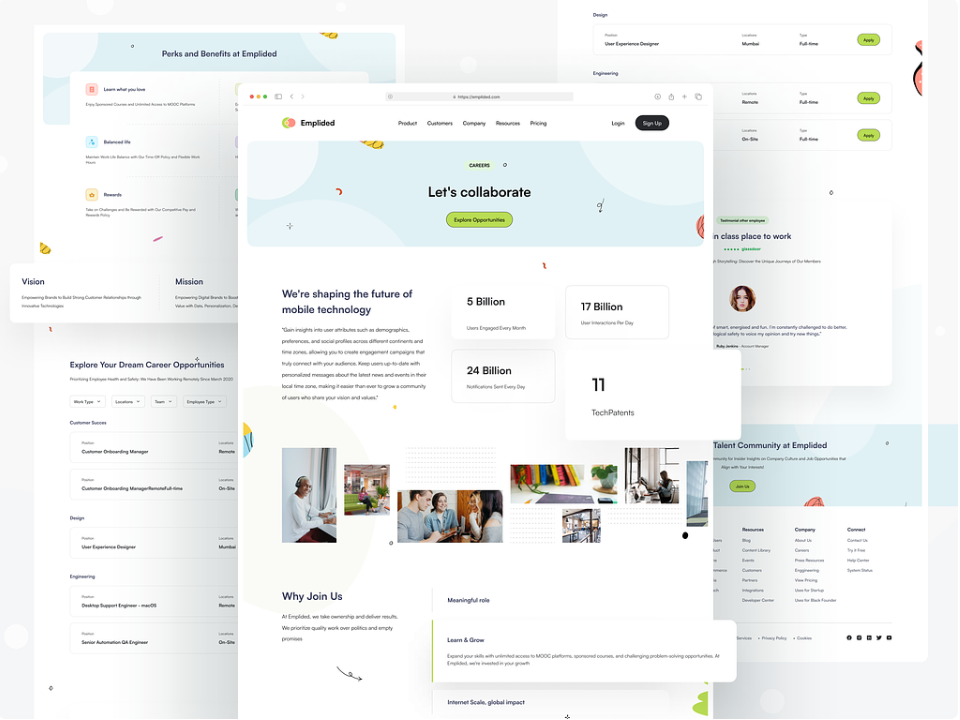 Perks and Benefits at Emplided
Learn what you love
Enjoy Sponsored Courses and Unlimited Access to MOOC Platforms
Balanced life
Maintain Work-Life Balance with Our Time Off Policy and Flexible Work
Hours
Rewards
Take on Challenges and Be Rewarded with Our Competitive Pay and
Rewards Policy
Vision
Empowering Brands to Build Strong Customer Relationships through
Innovative Technologies
Mission
Empowering Digital Brands to Boost
Value with Data, Personalization,
Explore Your Dream Career Opportunities
Prioritizing Employee Health and Safety: We Have Been Working Remotely Since March 2020
Work Type
Locations
Team
Employee Type
Customer Succes
Position
Locations
Customer Onboarding Manager
Remote
Position
Locations
Customer Onboarding ManagerRemoteFull-time
On-Site
Design
Position
Locations
User Experience Designer
Mumbai
Engineering
Position
Locations
Desktop Support Engineer - macOS
Remote
Position
Locations
Senior Automation QA Engineer
On-Site
https://emplided.com
Emplided
Product
Customers
Company
Resources
Pricing
Login
Sign Up
CAREERS
Let's collaborate
Explore Opportunities
We're shaping the future of
mobile technology
"Gain insights into user attributes such as demographics,
preferences, and social profiles across different continents and
time zones, allowing you to create engagement campaigns that
truly connect with your audience. Keep users up-to-date with
personalized messages about the latest news and events in their
local time zone, making it easier than ever to grow a community
of users who share your vision and values."
5 Billion
Users Engaged Every Month
17 Billion
User Interactions Per Day
24 Billion
Notifications Sent Every Day
11
TechPatents
Why Join Us
At Emplided, we take ownership and deliver results.
We prioritize quality work over politics and empty
promises
Meaningful role
Learn & Grow
Expand your skills with unlimited access to MOOC platforms, sponsored courses, and challenging problem-solving opportunities. At
Emplided, we're invested in your growth
Internet Scale, global impact
Design
Position
Locations
Type
User Experience Designer
Mumbai
Full-time
Apply
Engineering
Locations
Type
Remote
Full-time
Apply
Locations
Type
On-Site
Full-time
Apply
Testimonial other employee
class place to work
glassdoor
Storytelling: Discover the Unique Journeys of Our Members
of smart, energised and fun. I'm constantly challenged to do better.
safety to voice my opinion and try new things."
Ruby Jenkins - Account Manager
Talent Community at Emplided
for Insider Insights on Company Culture and Job Opportunities that
Align with Your Interests!
Join Us
Resources
Blog
Content Library
Events
Customers
Partners
Integrations
Developer Center
Company
About Us
Careers
Press Resources
Enggineering
View Pricing
Uses for Startup
Uses for Black Founder
Connect
Contact Us
Try it Free
Help Center
System Status
Services
Privacy Policy
Cookies